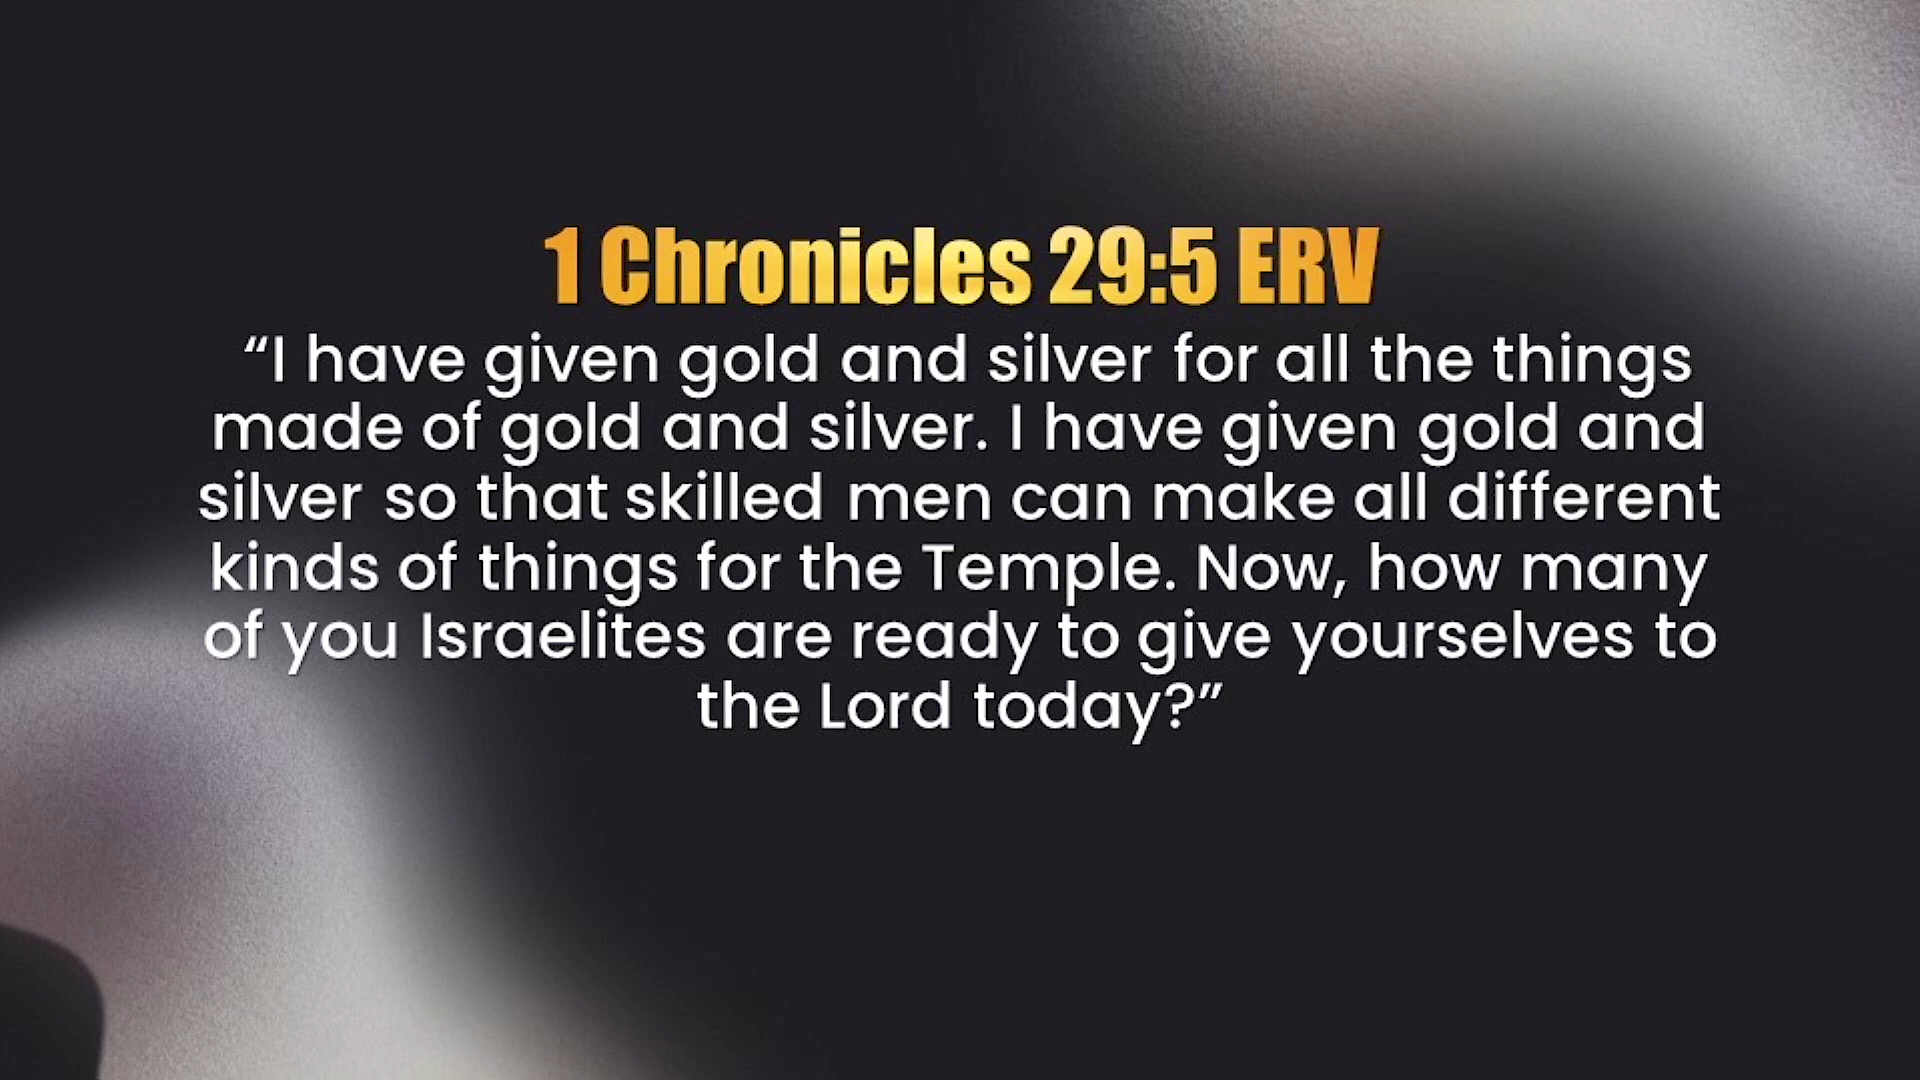 1 Chronicles 29:5 ERV
“I have given gold and silver for all the things
made of gold and silver. I have given gold and
silver so that skilled men can make all different
kinds of things for the Temple. Now, how many
of you Israelites are ready to give yourselves to
the Lord today?”